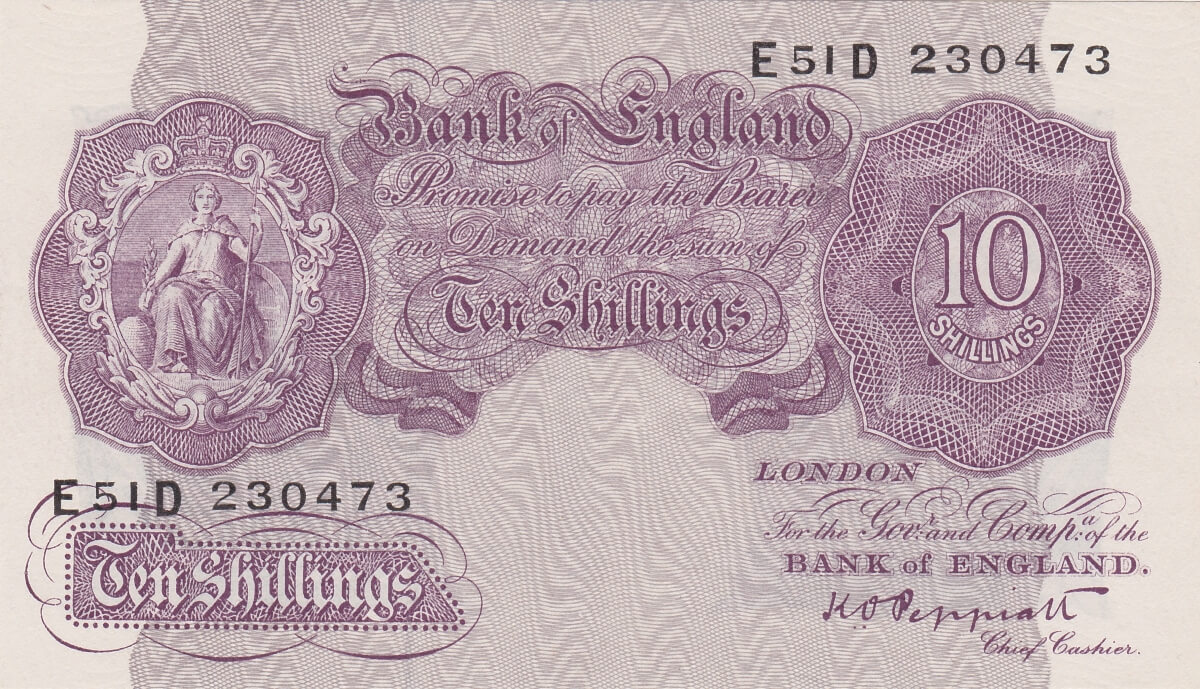 E51D 230473
Bank of England
Promise to pay the Bearer
on Demand the sum of
Ten Shillings
10
SHILLINGS
E51D 230473
Ten Shillings
LONDON
For the Govr. and Compa. of the
BANK of ENGLAND.
K O Peppiatt
Chief Cashier.